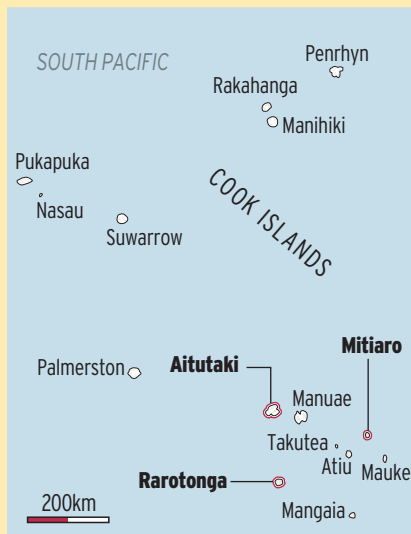 SOUTH PACIFIC
Penrhyn
Rakahanga
Manihiki
Pukapuka
Nasau
Suwarrow
COOK ISLANDS
Palmerston
Aitutaki
Mitiaro
Manuae
Takutea
Atiu
Mauke
Rarotonga
Mangaia
200km